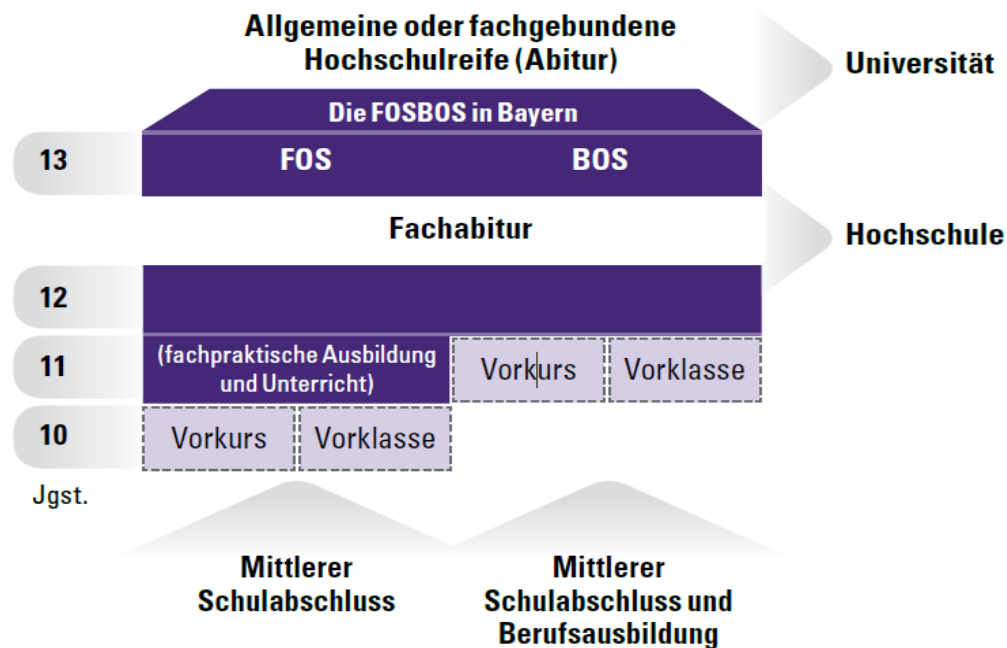 Allgemeine oder fachgebundene
Hochschulreife (Abitur)
Universität
Die FOSBOS in Bayern
13
FOS
BOS
Fachabitur
Hochschule
12
11
(fachpraktische Ausbildung
und Unterricht)
Vorkurs
Vorklasse
10
Vorkurs
Vorklasse
Jgst.
Mittlerer
Schulabschluss
Mittlerer
Schulabschluss und
Berufsausbildung